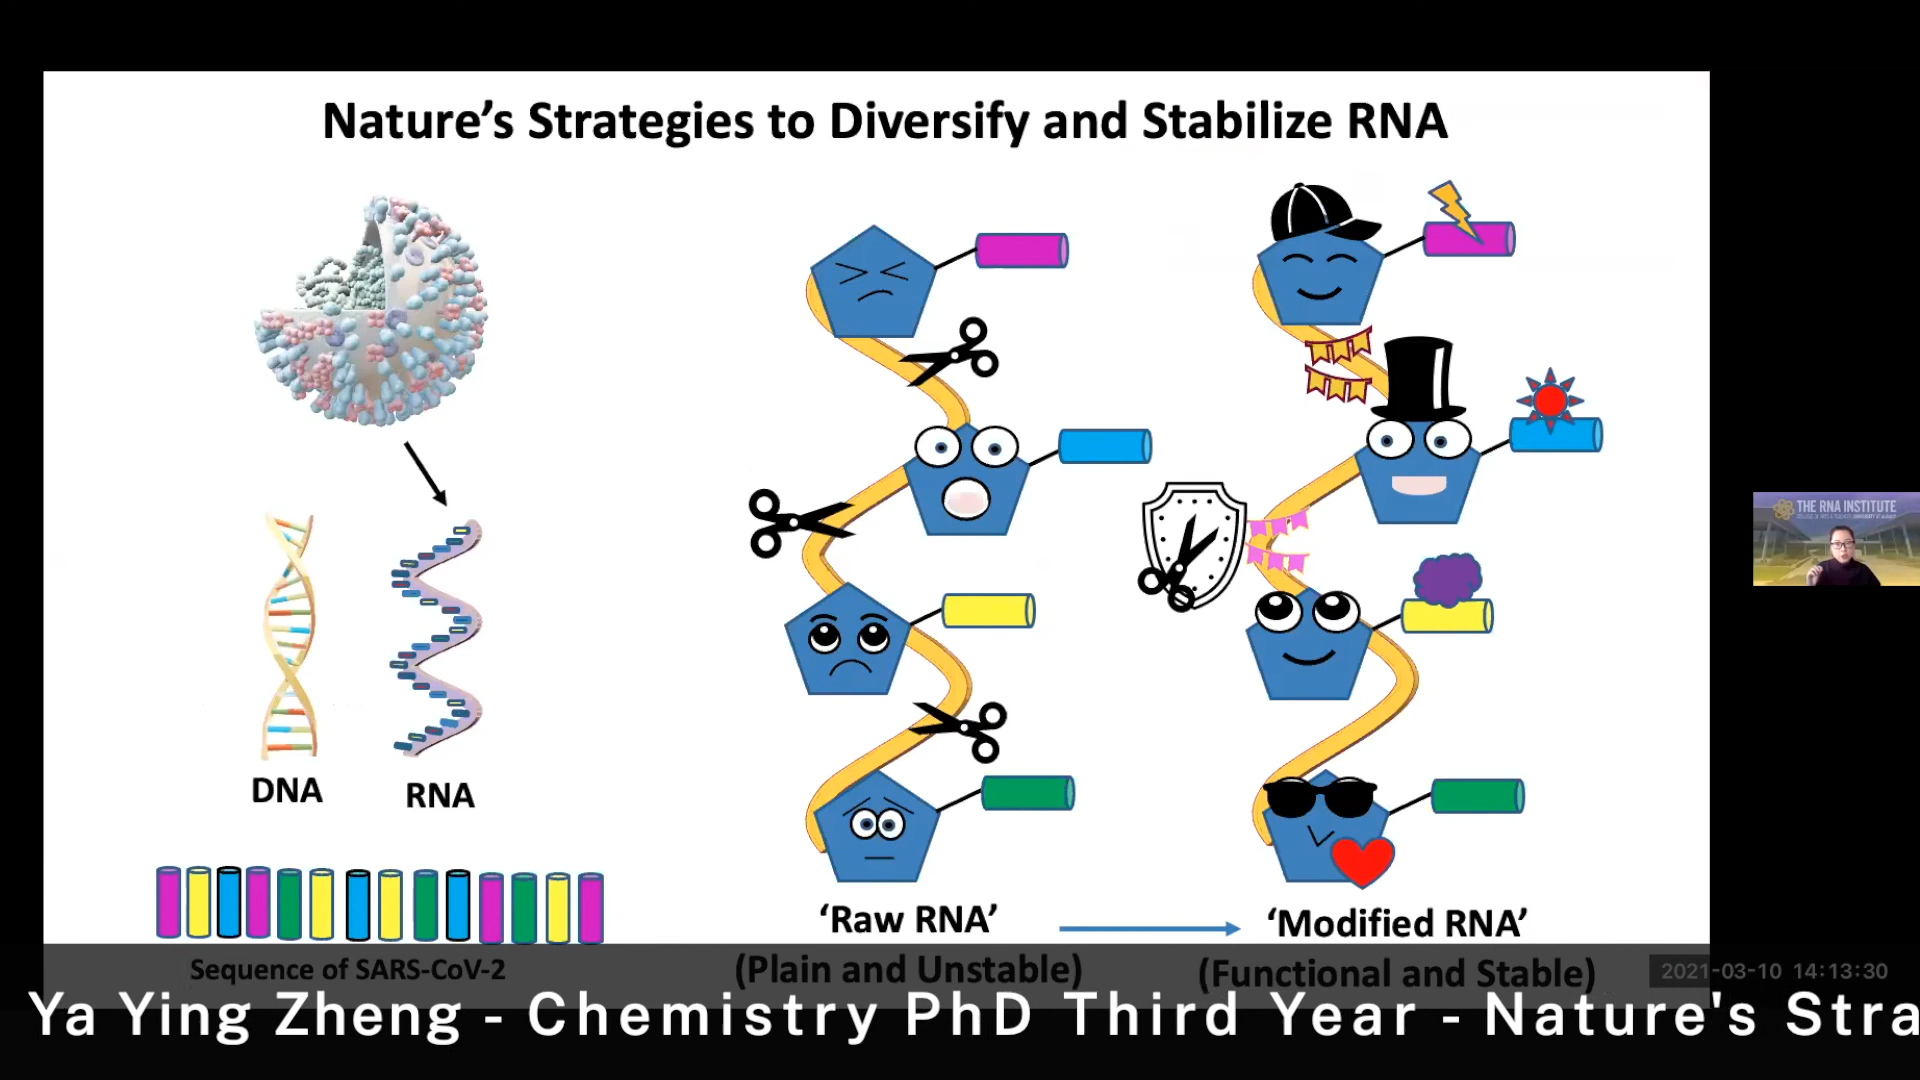 Nature’s Strategies to Diversify and Stabilize RNA
THE RNA INSTITUTE
DNA
RNA
‘Raw RNA’
‘Modified RNA’
Sequence of SARS-CoV-2
(Plain and Unstable)
(Functional and Stable)
2021-03-10 14:13:30
Ya Ying Zheng - Chemistry PhD Third Year - Nature's Stra